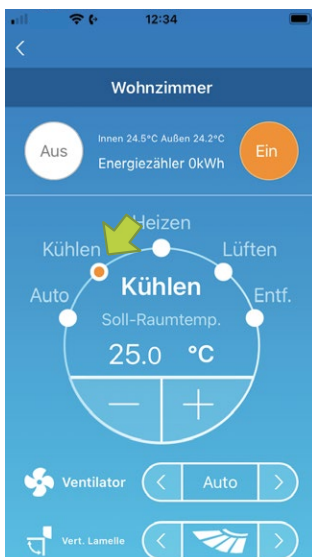 12:34
Wohnzimmer
Aus
Innen 24.5°C Außen 24.2°C
Energiezähler 0kWh
Ein
Heizen
Kühlen
Lüften
Auto
Kühlen
Entf.
Soll-Raumtemp.
25.0 °C
Ventilator
Auto
Vert. Lamelle